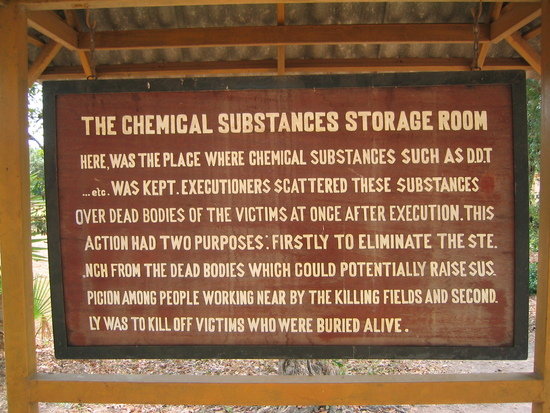 THE CHEMICAL SUBSTANCES STORAGE ROOM
HERE, WAS THE PLACE WHERE CHEMICAL SUBSTANCES SUCH AS D.D.T
...etc. WAS KEPT. EXECUTIONERS SCATTERED THESE SUBSTANCES
OVER DEAD BODIES OF THE VICTIMS AT ONCE AFTER EXECUTION. THIS
ACTION HAD TWO PURPOSES: FIRSTLY TO ELIMINATE THE STE.
.NCH FROM THE DEAD BODIES WHICH COULD POTENTIALLY RAISE SUS.
PICION AMONG PEOPLE WORKING NEAR BY THE KILLING FIELDS AND SECOND.
LY WAS TO KILL OFF VICTIMS WHO WERE BURIED ALIVE.